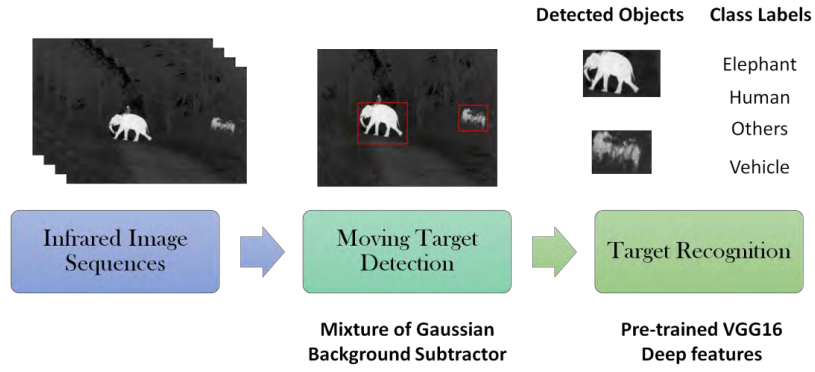 Detected Objects
Class Labels
Elephant
Human
Others
Vehicle
Infrared Image
Sequences
Moving Target
Detection
Target Recognition
Mixture of Gaussian
Background Subtractor
Pre-trained VGG16
Deep features